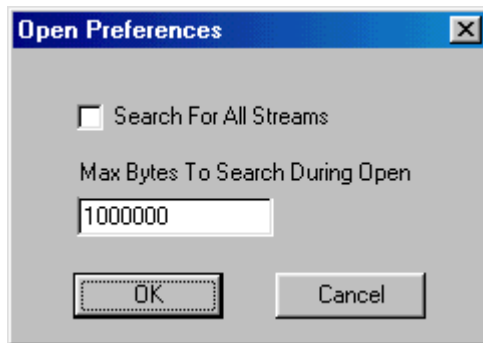 Open Preferences
Search For All Streams
Max Bytes To Search During Open
1000000
OK
Cancel